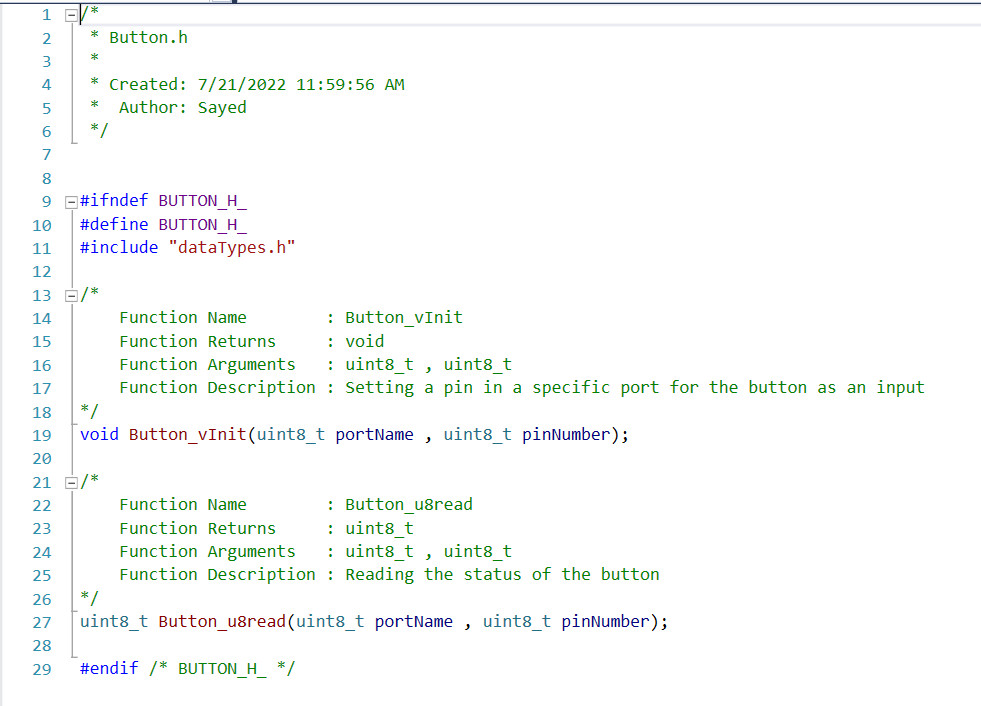 1 /*
2  * Button.h
3  *
4  * Created: 7/21/2022 11:59:56 AM
5  *  Author: Sayed
6  */
7
8
9 #ifndef BUTTON_H_
10 #define BUTTON_H_
11 #include "dataTypes.h"
12
13 /*
14     Function Name        : Button_vInit
15     Function Returns     : void
16     Function Arguments   : uint8_t , uint8_t
17     Function Description : Setting a pin in a specific port for the button as an input
18 */
19 void Button_vInit(uint8_t portName , uint8_t pinNumber);
20
21 /*
22     Function Name        : Button_u8read
23     Function Returns     : uint8_t
24     Function Arguments   : uint8_t , uint8_t
25     Function Description : Reading the status of the button
26 */
27 uint8_t Button_u8read(uint8_t portName , uint8_t pinNumber);
28
29 #endif /* BUTTON_H_ */